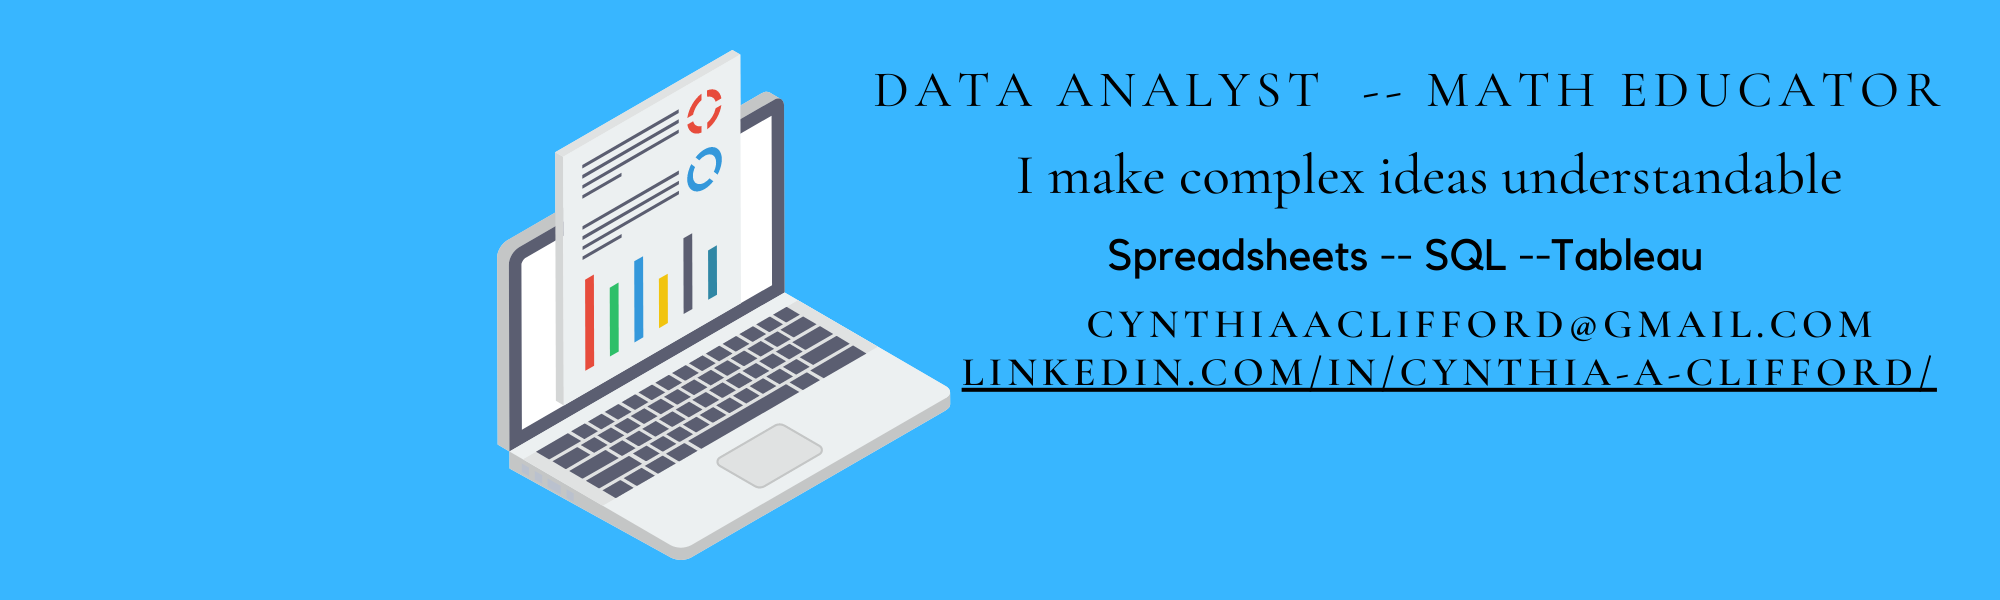 DATA ANALYST -- MATH EDUCATOR
I make complex ideas understandable
Spreadsheets -- SQL --Tableau
CYNTHIAACLIFFORD@GMAIL.COM
LINKEDIN.COM/IN/CYNTHIA-A-CLIFFORD/